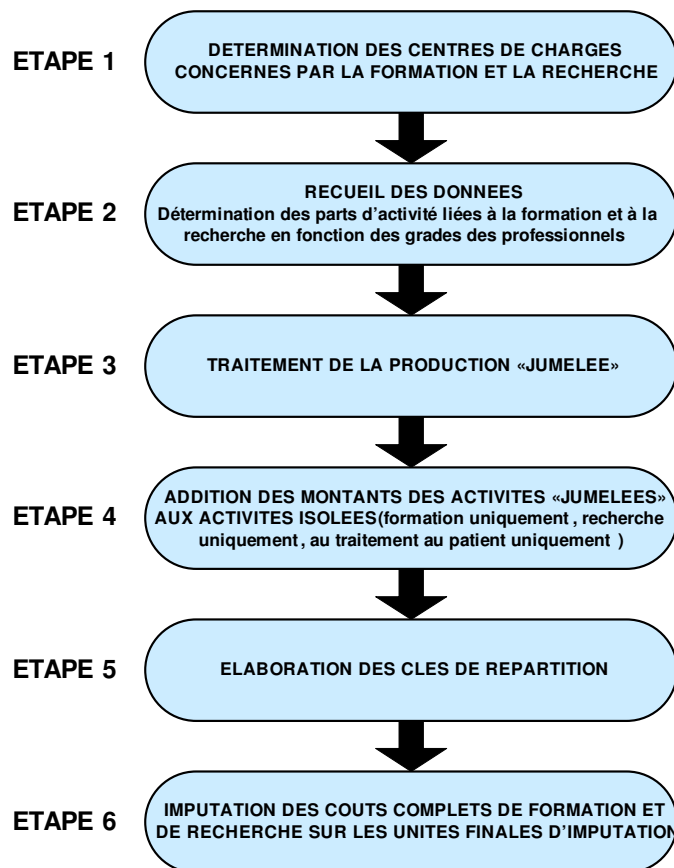 ETAPE 1
DETERMINATION DES CENTRES DE CHARGES
CONCERNES PAR LA FORMATION ET LA RECHERCHE
ETAPE 2
RECUEIL DES DONNEES
Détermination des parts d'activité liées à la formation et à la
recherche en fonction des grades des professionnels
ETAPE 3
TRAITEMENT DE LA PRODUCTION «JUMELEE»
ETAPE 4
ADDITION DES MONTANTS DES ACTIVITES «JUMELEES»
AUX ACTIVITES ISOLEES(formation uniquement , recherche
uniquement , au traitement au patient uniquement )
ETAPE 5
ELABORATION DES CLES DE REPARTITION
ETAPE 6
IMPUTATION DES COUTS COMPLETS DE FORMATION ET
DE RECHERCHE SUR LES UNITES FINALES D'IMPUTATION